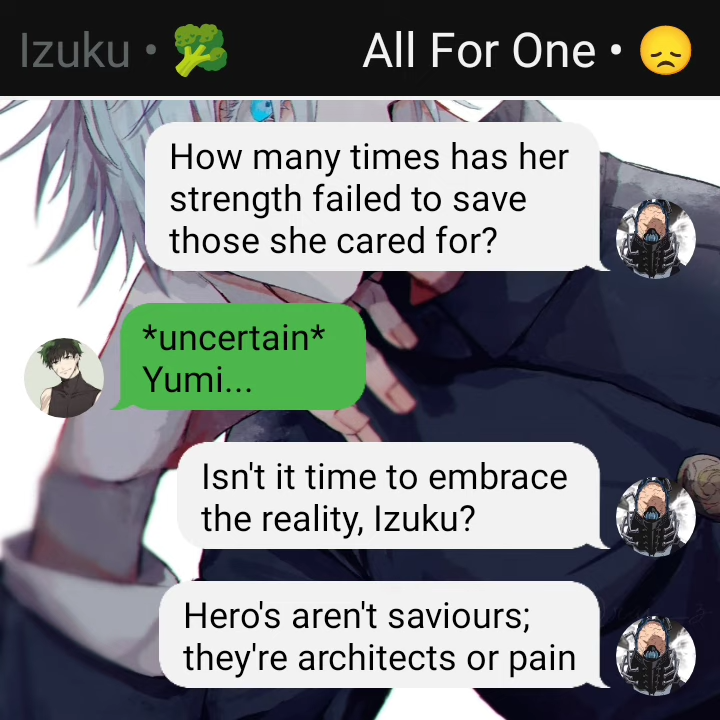 Izuku • 🥦 All For One • 😞
How many times has her
strength failed to save
those she cared for?
*uncertain*
Yumi...
Isn't it time to embrace
the reality, Izuku?
Hero's aren't saviours;
they're architects or pain